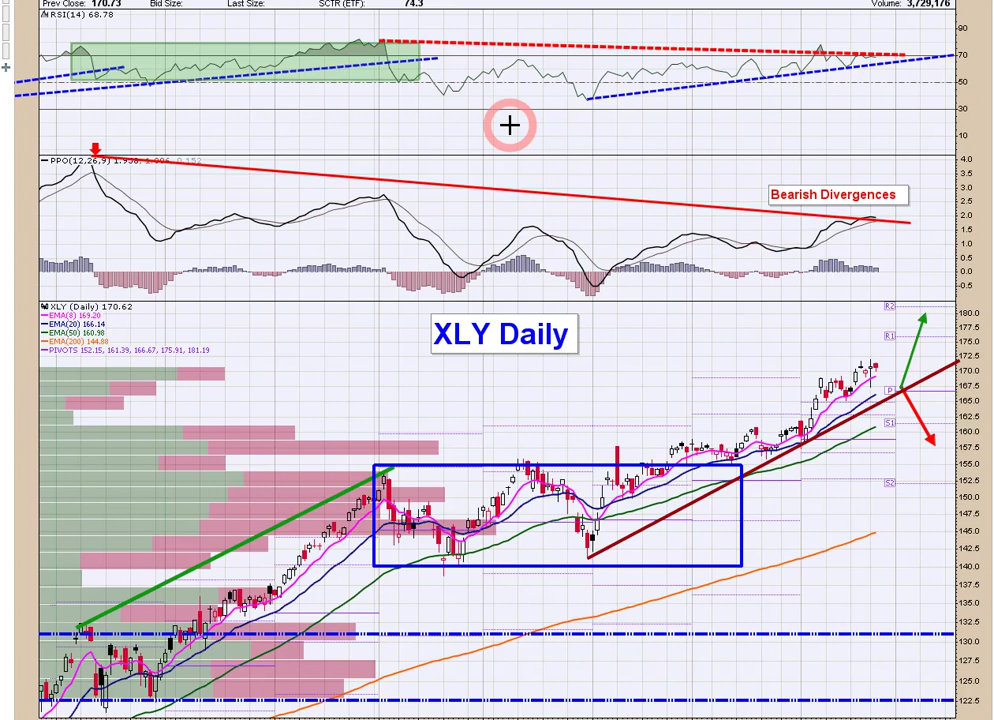 Prev Close: 170.73 Bid Size: Last Size: SCTR (ETF): 74.3 Volume: 3,729,176
RSI(14) 68.78
90
70
50
30
10
PPO(12,26,9) 1.958, 1.806, 0.152
4.0
3.5
3.0
2.5
2.0
1.5
1.0
0.5
0.0
-0.5
Bearish Divergences
XLY (Daily) 170.62
EMA(8) 169.20
EMA(20) 166.14
EMA(50) 160.98
EMA(200) 144.88
PIVOTS 152.15, 161.39, 166.67, 175.91, 181.19
XLY Daily
R2
R1
P
S1
S2
180.0
177.5
175.0
172.5
170.0
167.5
165.0
162.5
160.0
157.5
155.0
152.5
150.0
147.5
145.0
142.5
140.0
137.5
135.0
132.5
130.0
127.5
125.0
122.5